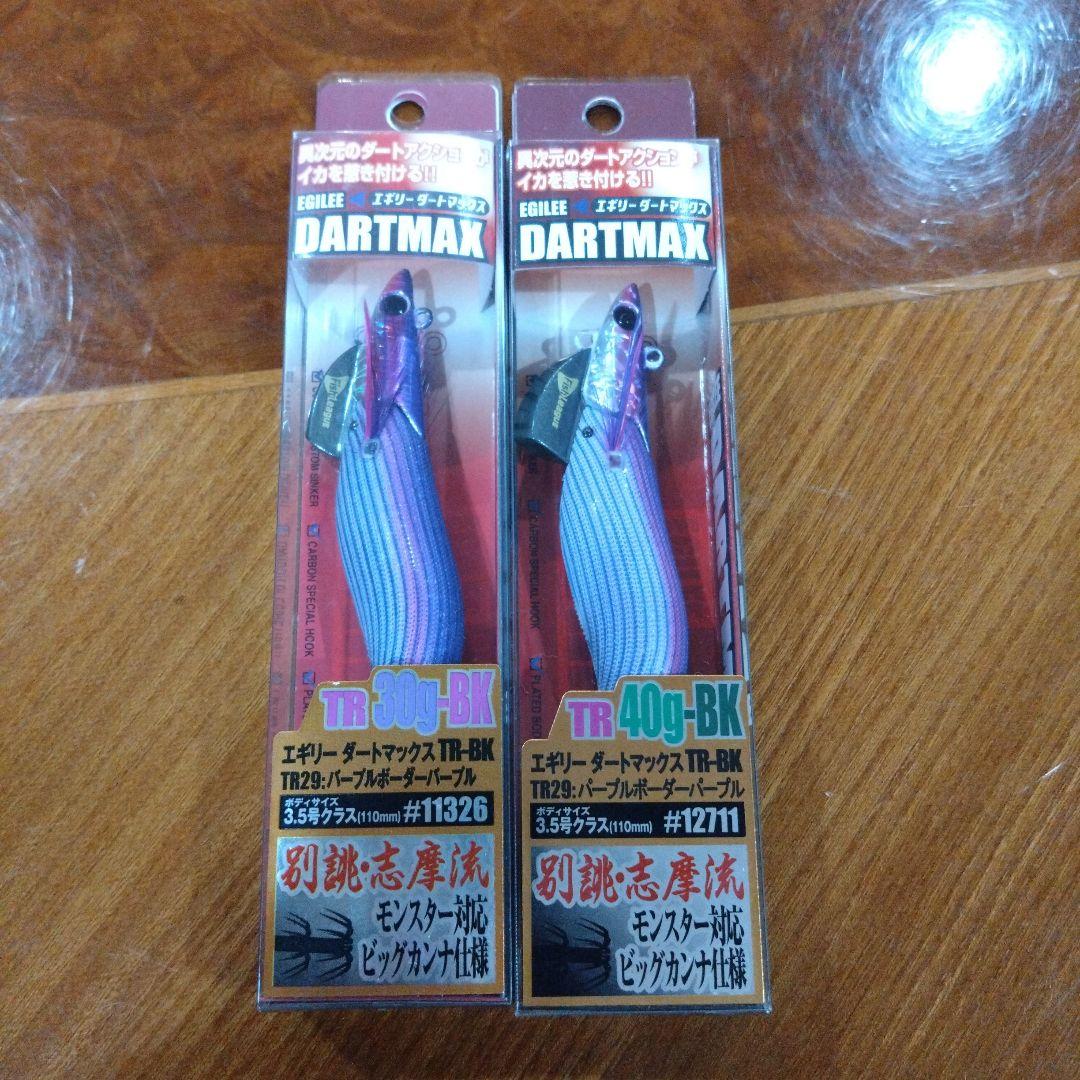 異次元のダートアクションが
イカを惹き付ける!!
EGILEE エギリー ダートマックス
DARTMAX
Fish League
CUSTOM SINKER
CARBON SPECIAL HOOK
TR 30g-BK
エギリー ダートマックス TR-BK
TR29:パープルボーダーパープル
ボディサイズ
3.5号クラス(110mm) #11326
別誂・志摩流
モンスター対応
ビッグカンナ仕様
異次元のダートアクションが
イカを惹き付ける!!
EGILEE エギリー ダートマックス
DARTMAX
Fish League
CARBON SPECIAL HOOK
TR 40g-BK
エギリー ダートマックス TR-BK
TR29:パープルボーダーパープル
ボディサイズ
3.5号クラス(110mm) #12711
別誂・志摩流
モンスター対応
ビッグカンナ仕様